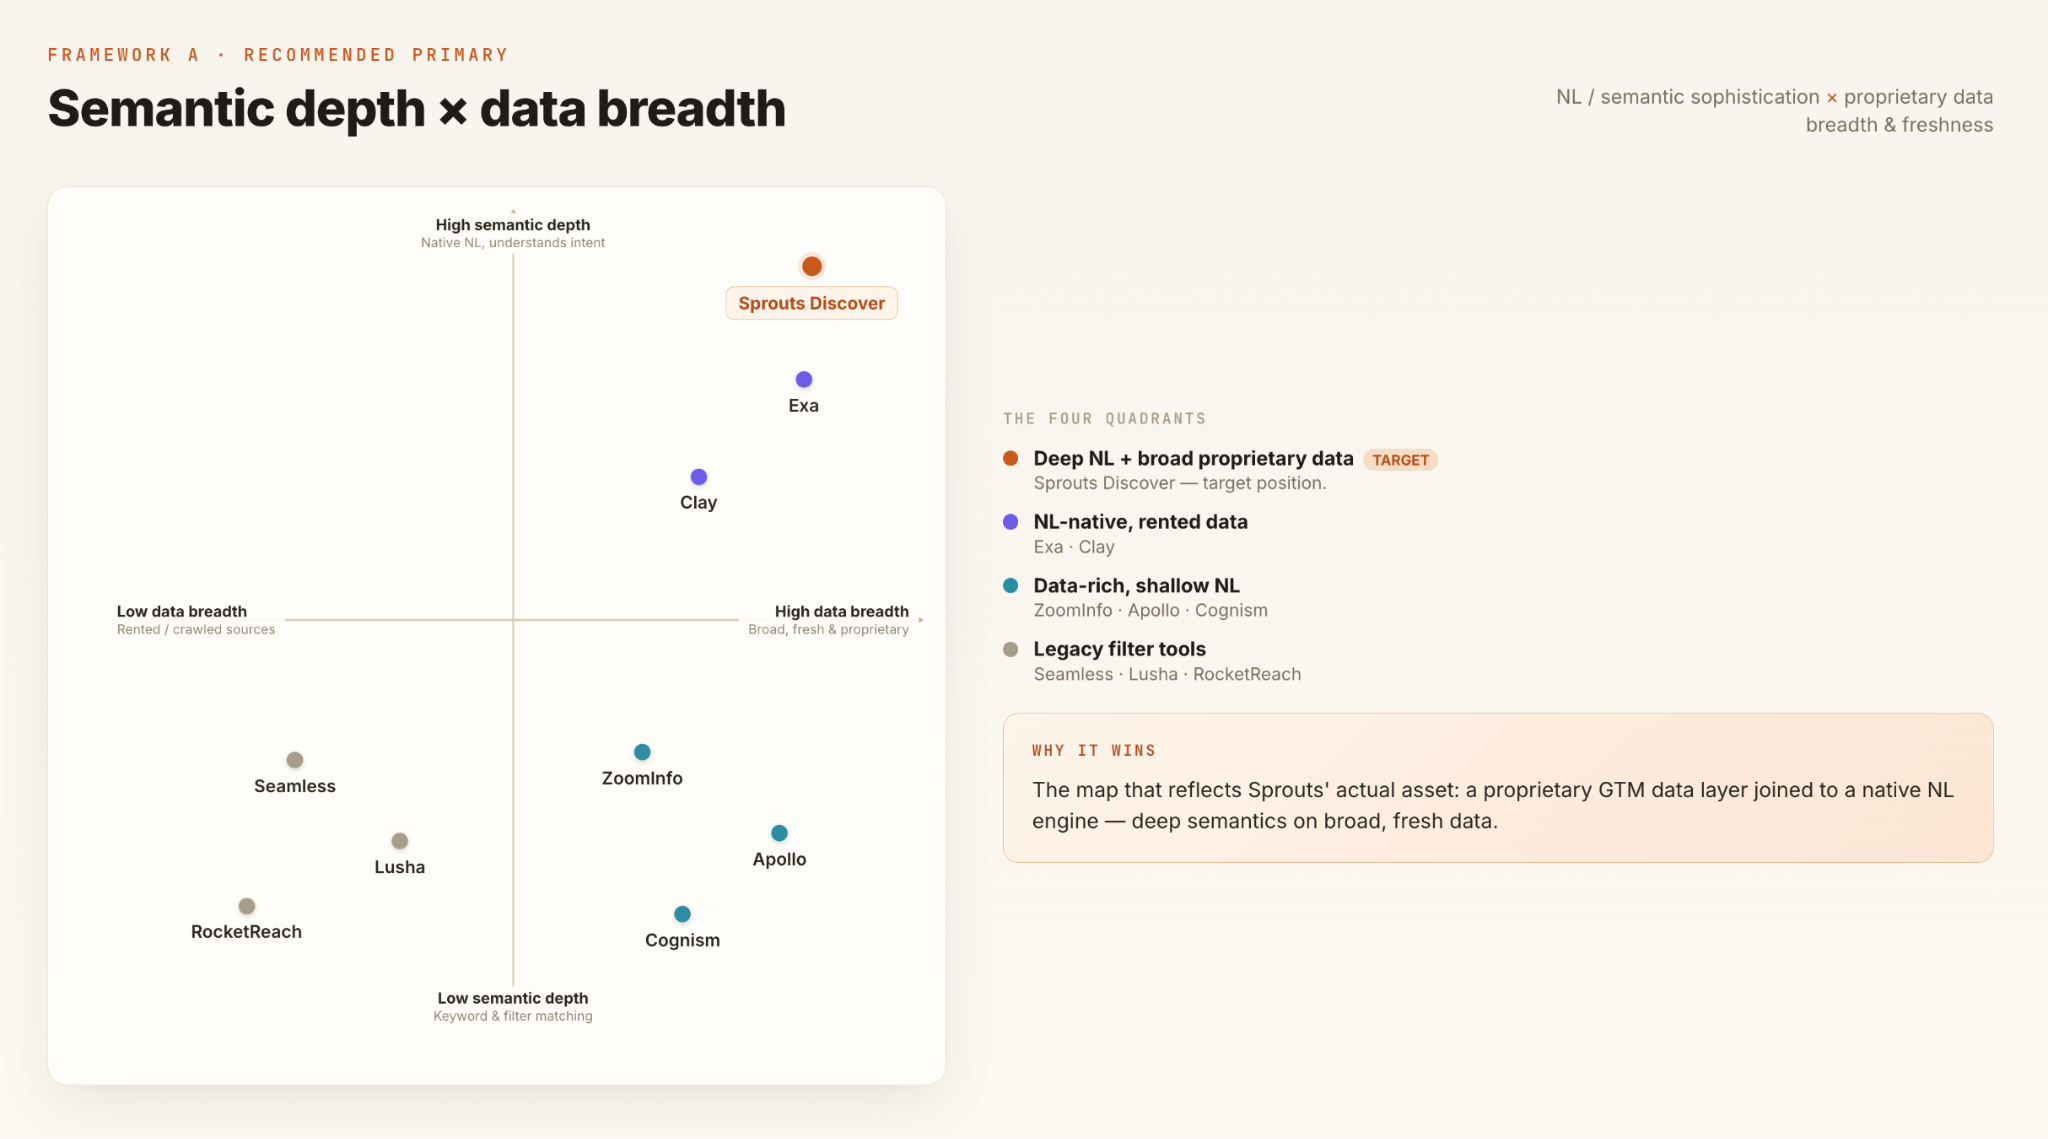 FRAMEWORK A · RECOMMENDED PRIMARY
Semantic depth × data breadth
NL / semantic sophistication × proprietary data
breadth & freshness
High semantic depth
Native NL, understands intent
Sprouts Discover
Exa
Clay
Low data breadth
Rented / crawled sources
High data breadth
Broad, fresh & proprietary
Seamless
ZoomInfo
Lusha
Apollo
RocketReach
Cognism
Low semantic depth
Keyword & filter matching
THE FOUR QUADRANTS
Deep NL + broad proprietary data TARGET
Sprouts Discover — target position.
NL-native, rented data
Exa · Clay
Data-rich, shallow NL
ZoomInfo · Apollo · Cognism
Legacy filter tools
Seamless · Lusha · RocketReach
WHY IT WINS
The map that reflects Sprouts' actual asset: a proprietary GTM data layer joined to a native NL
engine — deep semantics on broad, fresh data.